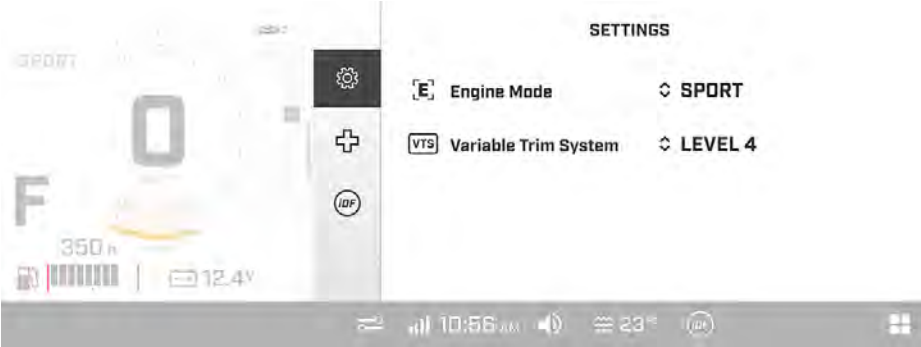 SETTINGS
SPORT
[E] Engine Mode SPORT
0
VTS Variable Trim System LEVEL 4
F
iDF
350 h
12.4V
10:56 AM 23° iDF